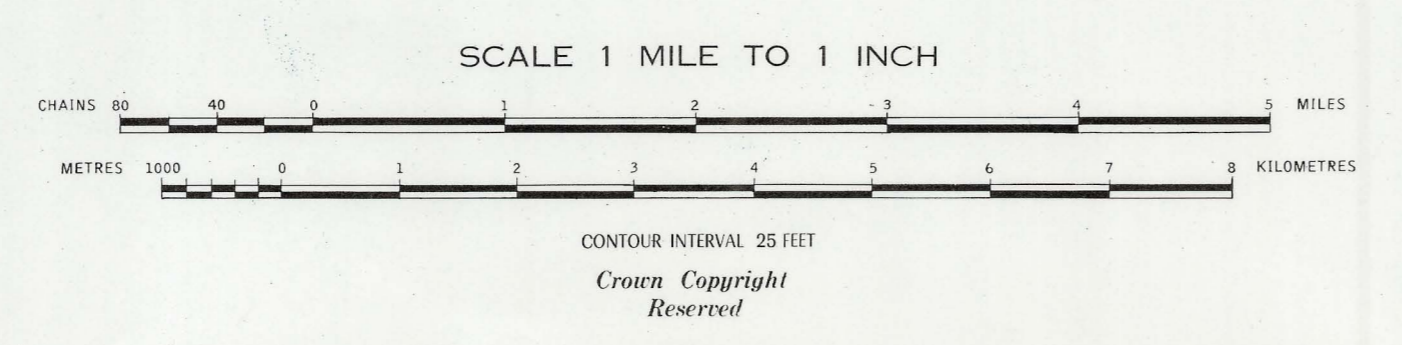 SCALE 1 MILE TO 1 INCH
CHAINS 80 40 0 1 2 3 4 5 MILES
METRES 1000 0 1 2 3 4 5 6 7 8 KILOMETRES
CONTOUR INTERVAL 25 FEET
Crown Copyright
Reserved